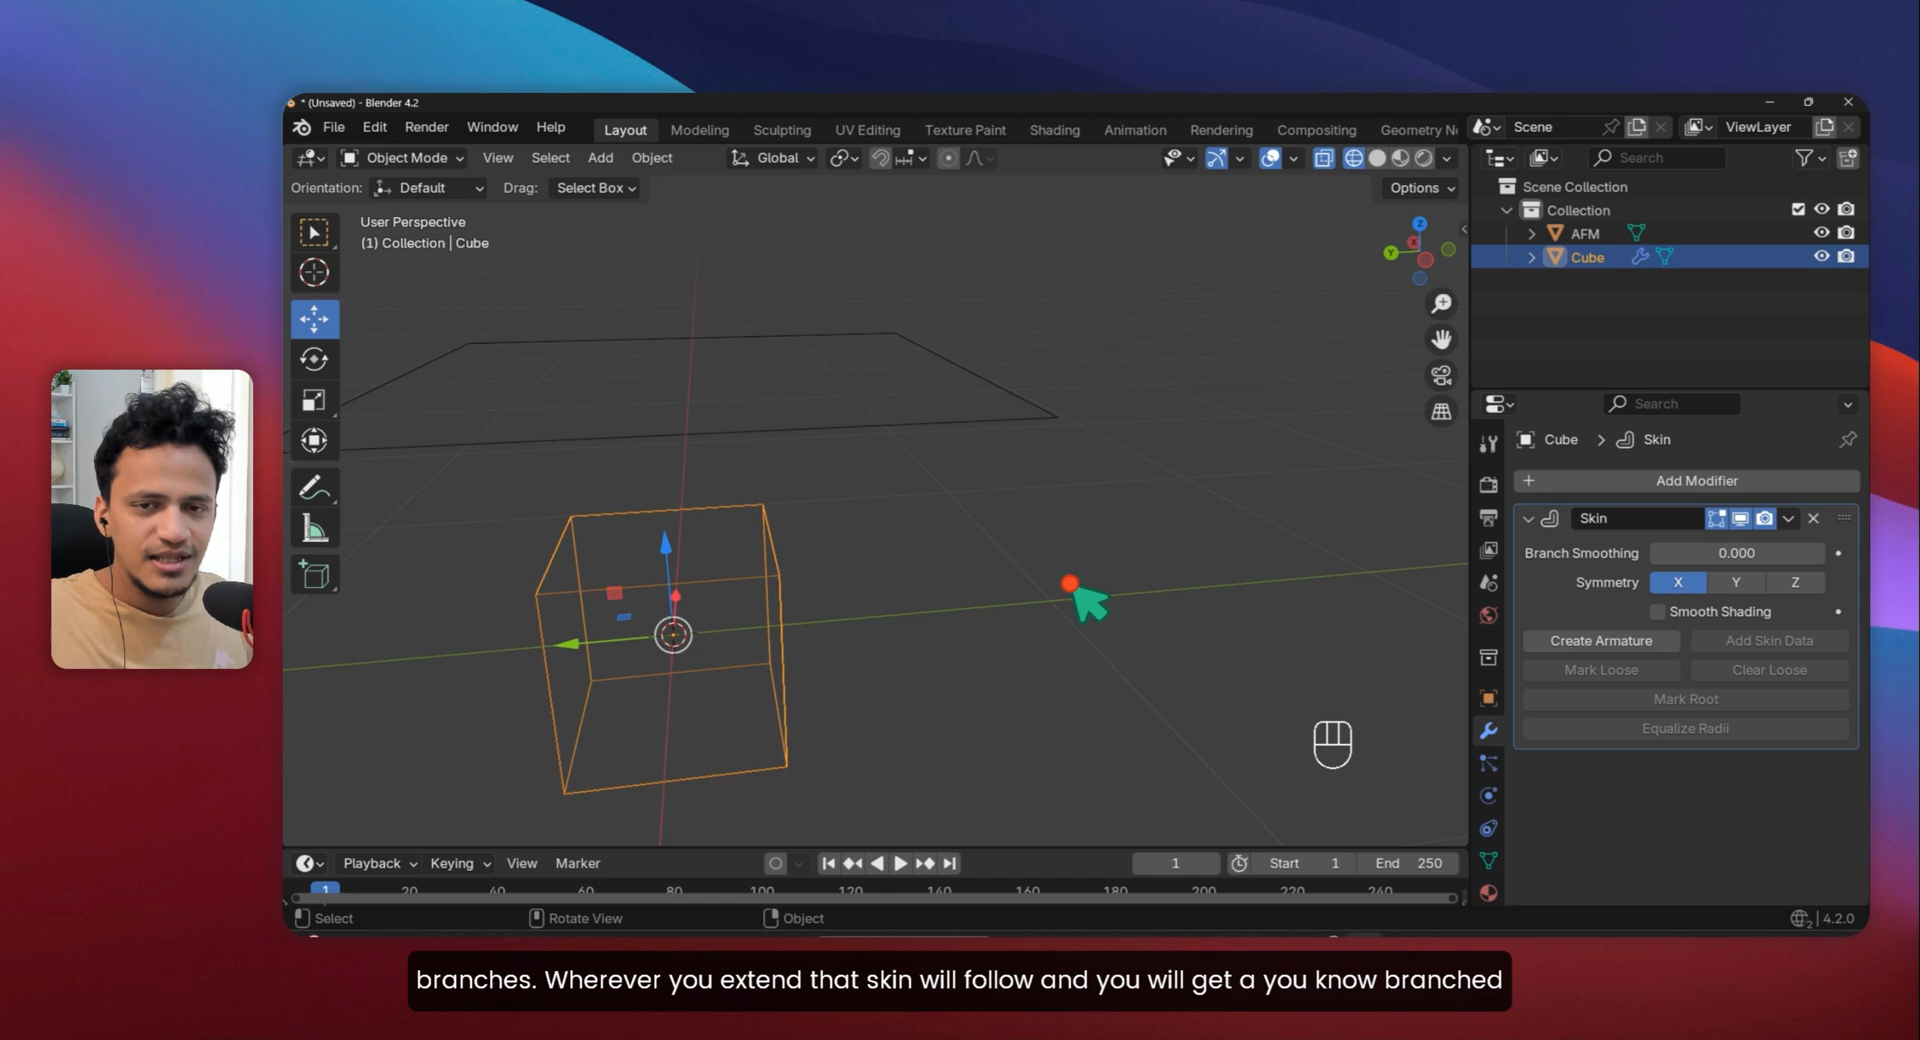 * (Unsaved) - Blender 4.2
File Edit Render Window Help Layout Modeling Sculpting UV Editing Texture Paint Shading Animation Rendering Compositing Geometry N Scene ViewLayer
Object Mode View Select Add Object Global Search
Orientation: Default Drag: Select Box Options
User Perspective
(1) Collection | Cube
Z
X
Y
Scene Collection
Collection
AFM
Cube
Search
Cube > Skin
Add Modifier
Skin
Branch Smoothing 0.000
Symmetry X Y Z
Smooth Shading
Create Armature Add Skin Data
Mark Loose Clear Loose
Mark Root
Equalize Radii
Playback Keying View Marker 1 Start 1 End 250
1 20 40 60 80 100 120 140 160 180 200 220 240
Select Rotate View Object 2 | 4.2.0
branches. Wherever you extend that skin will follow and you will get a you know branched